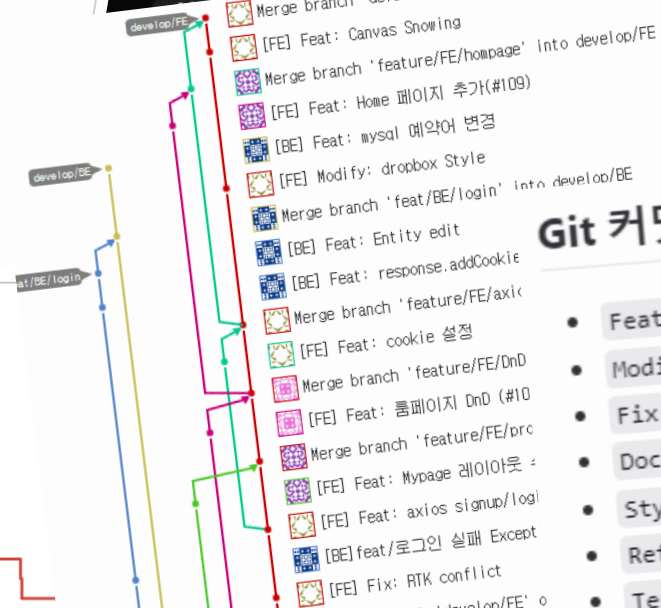 develop/FE
Merge branch
[FE] Feat: Canvas Snowing
Merge branch 'feature/FE/hompage' into develop/FE
[FE] Feat: Home 페이지 추가(#109)
[BE] Feat: mysql 예약어 변경
[FE] Modify: dropbox Style
develop/BE
Merge branch 'feat/BE/login' into develop/BE
[BE] Feat: Entity edit
at/BE/login
[BE] Feat: response.addCookie
Merge branch 'feature/FE/axic
[FE] Feat: cookie 설정
Merge branch 'feature/FE/DnD
[FE] Feat: 룸페이지 DnD (#10
Merge branch 'feature/FE/pro
[FE] Feat: Mypage 레이아웃
[FE] Feat: axios signup/logi
[BE]feat/로그인 실패 Except
[FE] Fix: RTK conflict
develop/FE'
Git
Feat
Modi
Fix
Doc
Sty
Ref
Te